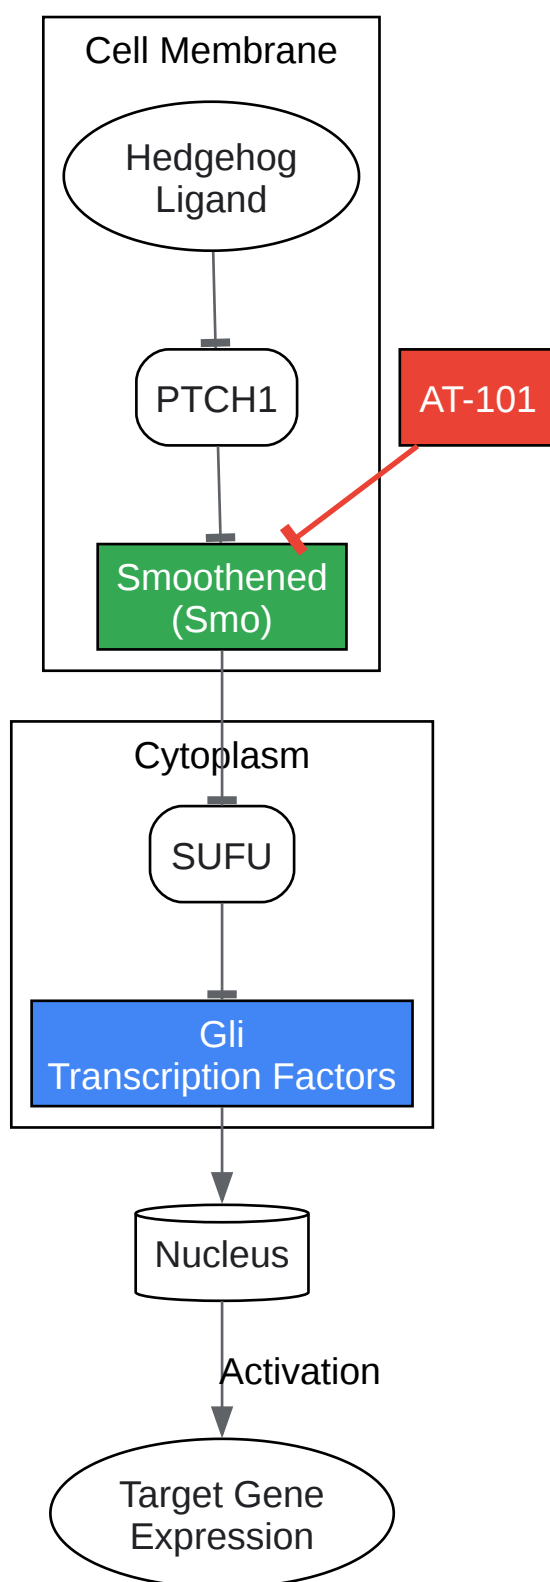 Cell Membrane
Hedgehog
Ligand
PTCH1
AT-101
Smoothened
(Smo)
Cytoplasm
SUFU
Gli
Transcription Factors
Nucleus
Activation
Target Gene
Expression